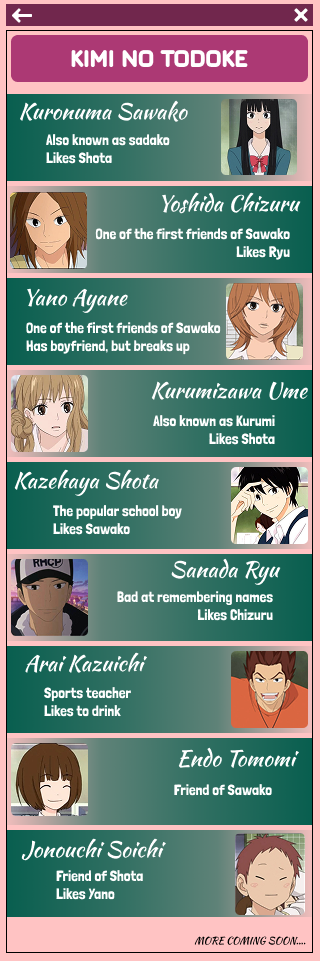 KIMI NO TODOKE
Kuronuma Sawako
Also known as sadako
Likes Shota
Yoshida Chizuru
One of the first friends of Sawako
Likes Ryu
Yano Ayane
One of the first friends of Sawako
Has boyfriend, but breaks up
Kurumizawa Ume
Also known as Kurumi
Likes Shota
Kazehaya Shota
The popular school boy
Likes Sawako
Sanada Ryu
Bad at remembering names
Likes Chizuru
Arai Kazuichi
Sports teacher
Likes to drink
Endo Tomomi
Friend of Sawako
Jonouchi Soichi
Friend of Shota
Likes Yano
MORE COMING SOON....